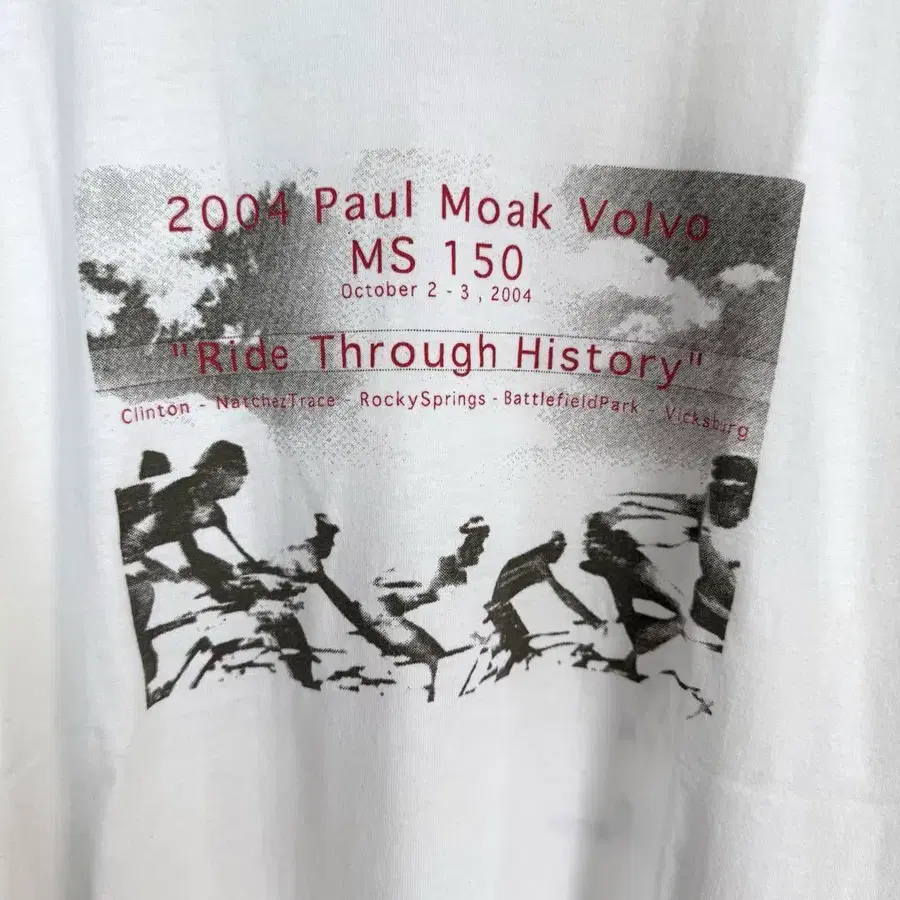 2004 Paul Moak Volvo
MS 150
October 2 - 3 , 2004
"Ride Through History"
Clinton - NatchezTrace - RockySprings - BattlefieldPark - Vicksburg